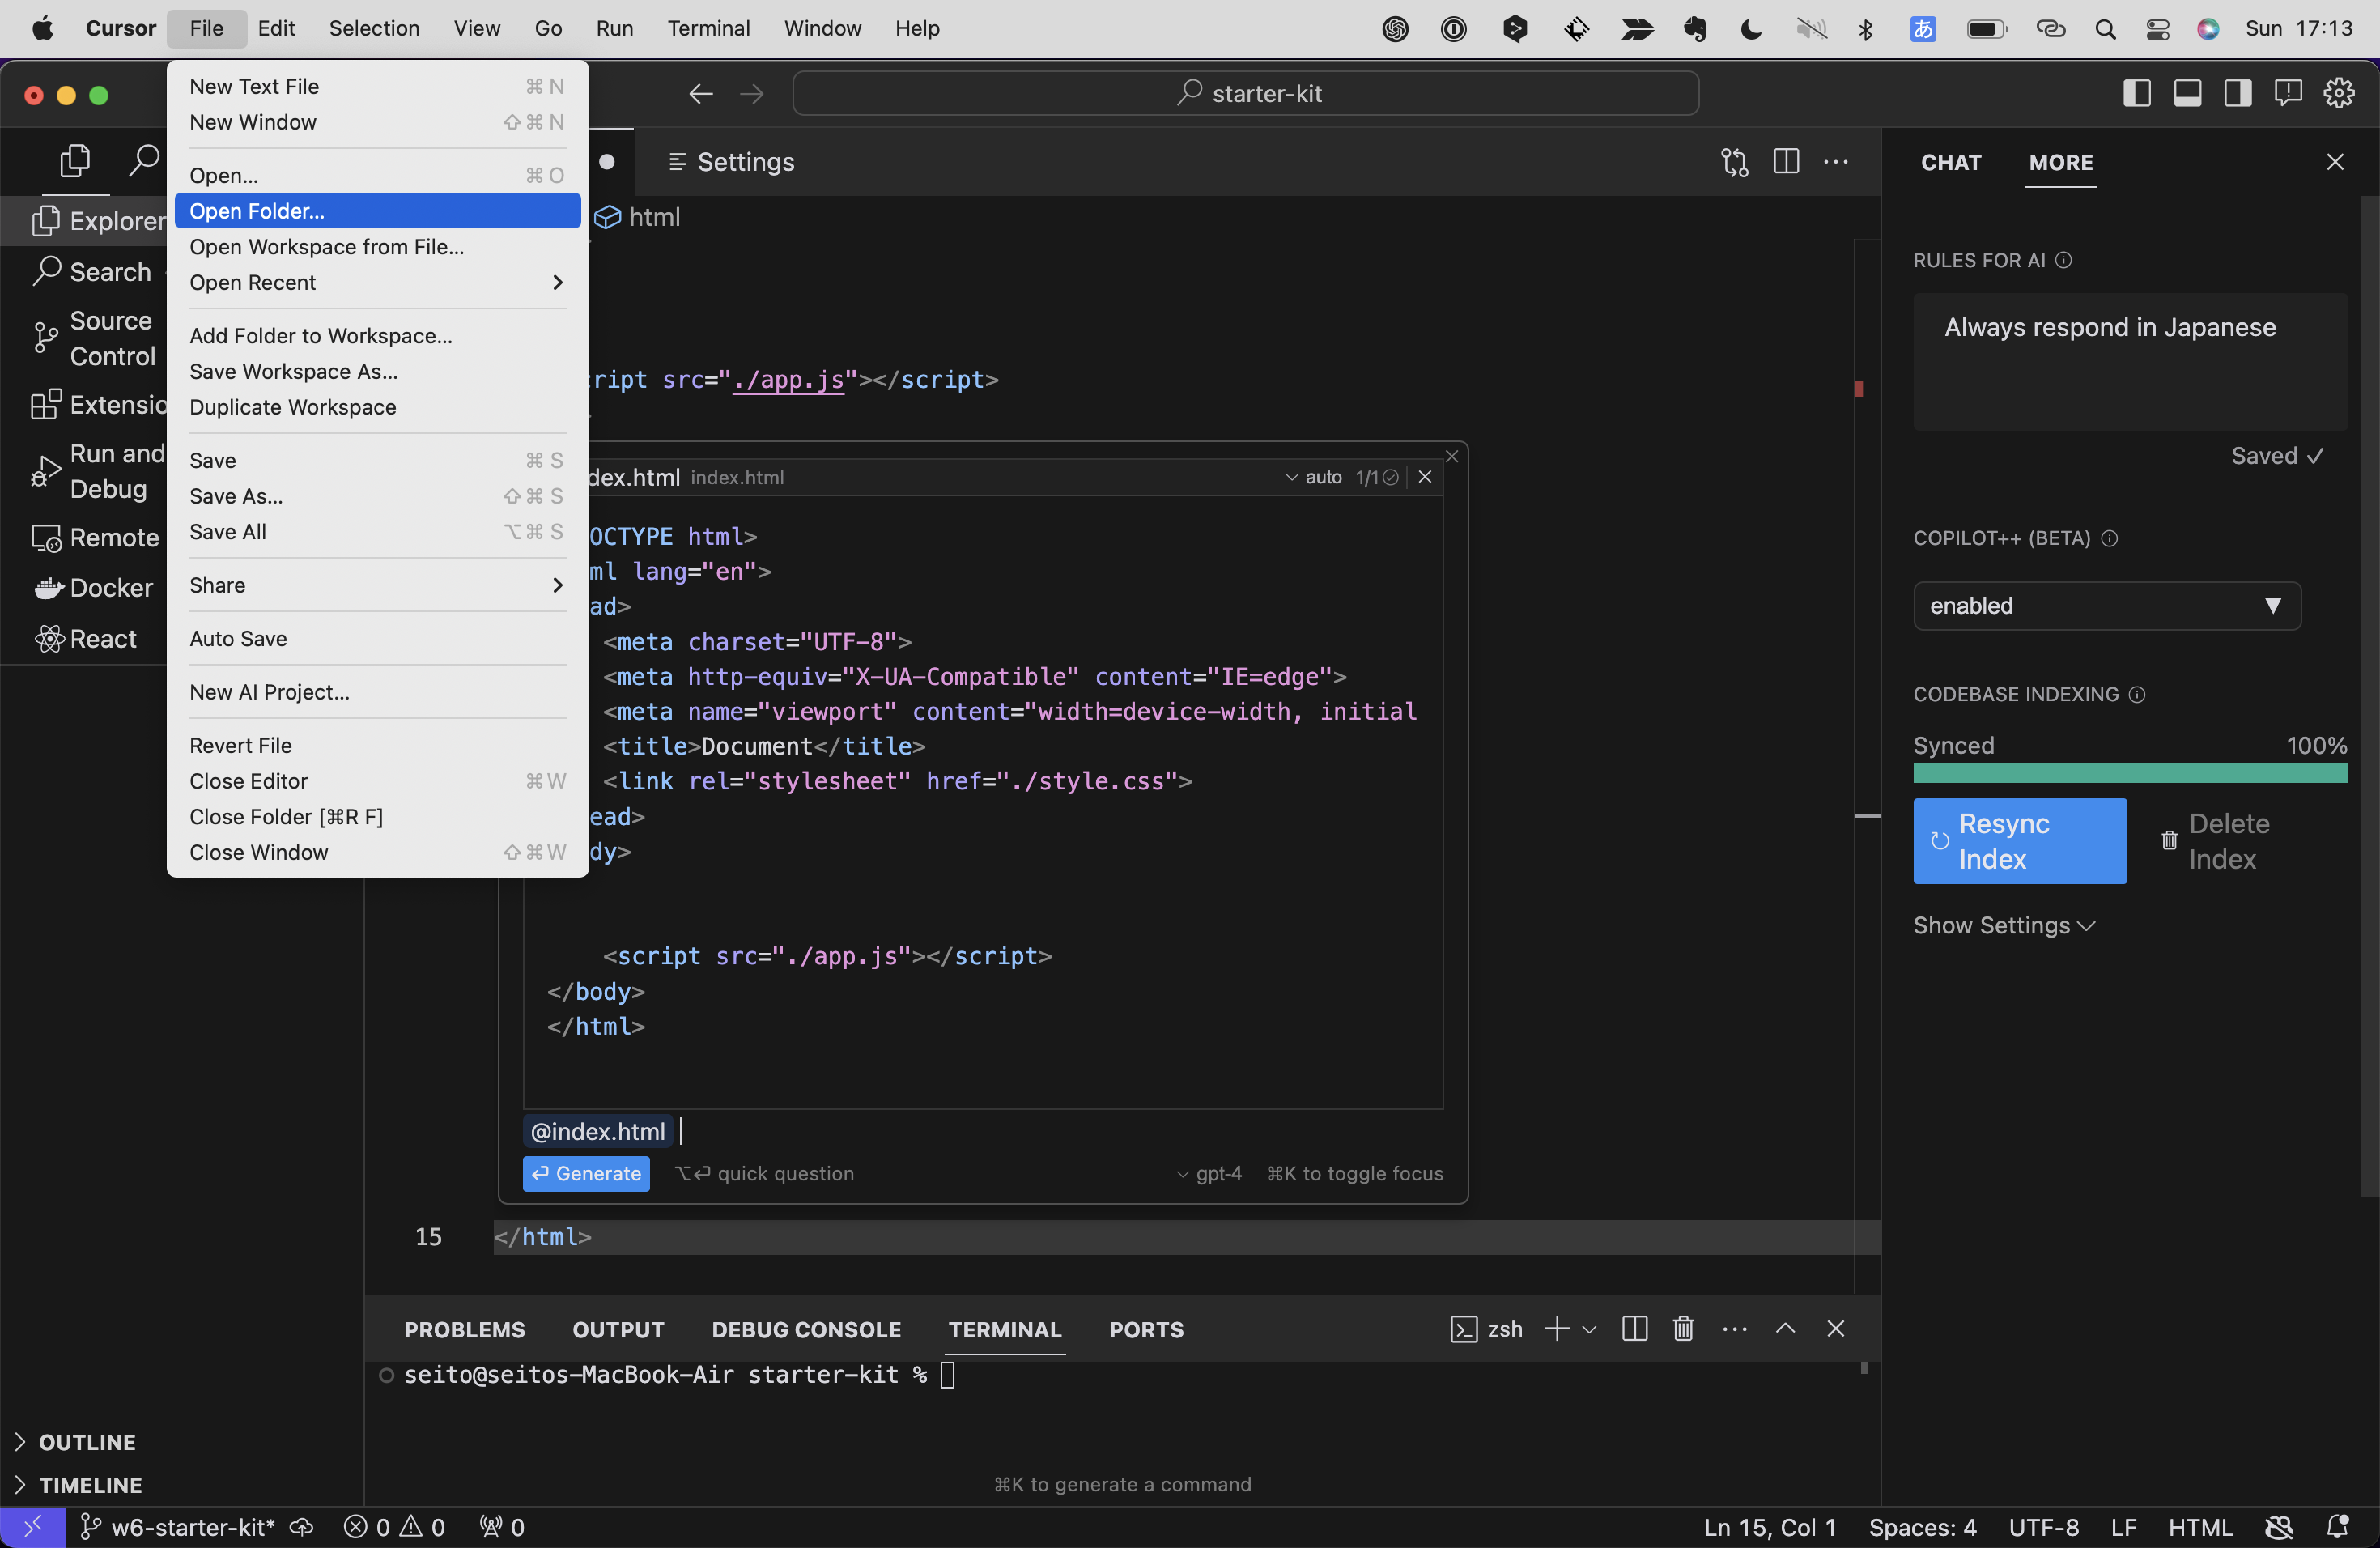 Cursor File Edit Selection View Go Run Terminal Window Help あ Sun 17:13
starter-kit
New Text File ⌘ N
New Window ⇧ ⌘ N
Open... ⌘ O
Open Folder...
Open Workspace from File...
Open Recent
Add Folder to Workspace...
Save Workspace As...
Duplicate Workspace
Save ⌘ S
Save As... ⇧ ⌘ S
Save All ⌥ ⌘ S
Share
Auto Save
New AI Project...
Revert File
Close Editor ⌘ W
Close Folder [⌘R F]
Close Window ⇧ ⌘ W
Explorer
Search
Source
Control
Extensio
Run and
Debug
Remote
Docker
React
OUTLINE
TIMELINE
Settings
html
ript src="./app.js"></script>
dex.html index.html auto 1/1
OCTYPE html>
ml lang="en">
ad>
<meta charset="UTF-8">
<meta http-equiv="X-UA-Compatible" content="IE=edge">
<meta name="viewport" content="width=device-width, initial
<title>Document</title>
<link rel="stylesheet" href="./style.css">
ead>
dy>
<script src="./app.js"></script>
</body>
</html>
@index.html
Generate ⌥⏎ quick question gpt-4 ⌘K to toggle focus
15 </html>
PROBLEMS OUTPUT DEBUG CONSOLE TERMINAL PORTS zsh
seito@seitos-MacBook-Air starter-kit %
⌘K to generate a command
CHAT MORE
RULES FOR AI
Always respond in Japanese
Saved ✓
COPILOT++ (BETA)
enabled
CODEBASE INDEXING
Synced 100%
Resync
Index
Delete
Index
Show Settings
w6-starter-kit* 0 0 0 Ln 15, Col 1 Spaces: 4 UTF-8 LF HTML